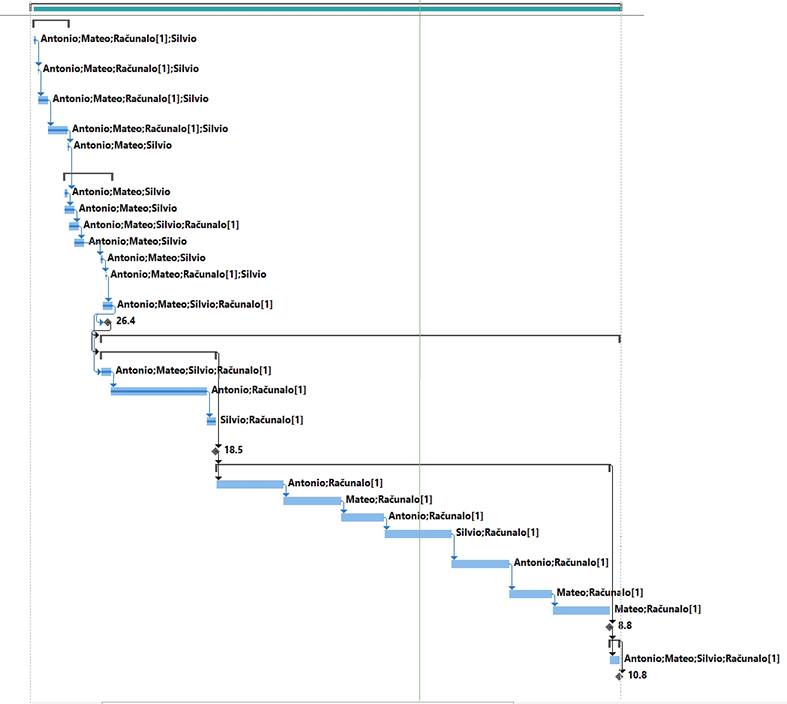 Antonio;Mateo;Računalo[1];Silvio
Antonio;Mateo;Računalo[1];Silvio
Antonio;Mateo;Računalo[1];Silvio
Antonio;Mateo;Računalo[1];Silvio
Antonio;Mateo;Silvio
Antonio;Mateo;Silvio
Antonio;Mateo;Silvio
Antonio;Mateo;Silvio;Računalo[1]
Antonio;Mateo;Silvio
Antonio;Mateo;Silvio
Antonio;Mateo;Računalo[1];Silvio
Antonio;Mateo;Silvio;Računalo[1]
26.4
Antonio;Mateo;Silvio;Računalo[1]
Antonio;Računalo[1]
Silvio;Računalo[1]
18.5
Antonio;Računalo[1]
Mateo;Računalo[1]
Antonio;Računalo[1]
Silvio;Računalo[1]
Antonio;Računalo[1]
Mateo;Računalo[1]
Mateo;Računalo[1]
8.8
Antonio;Mateo;Silvio;Računalo[1]
10.8